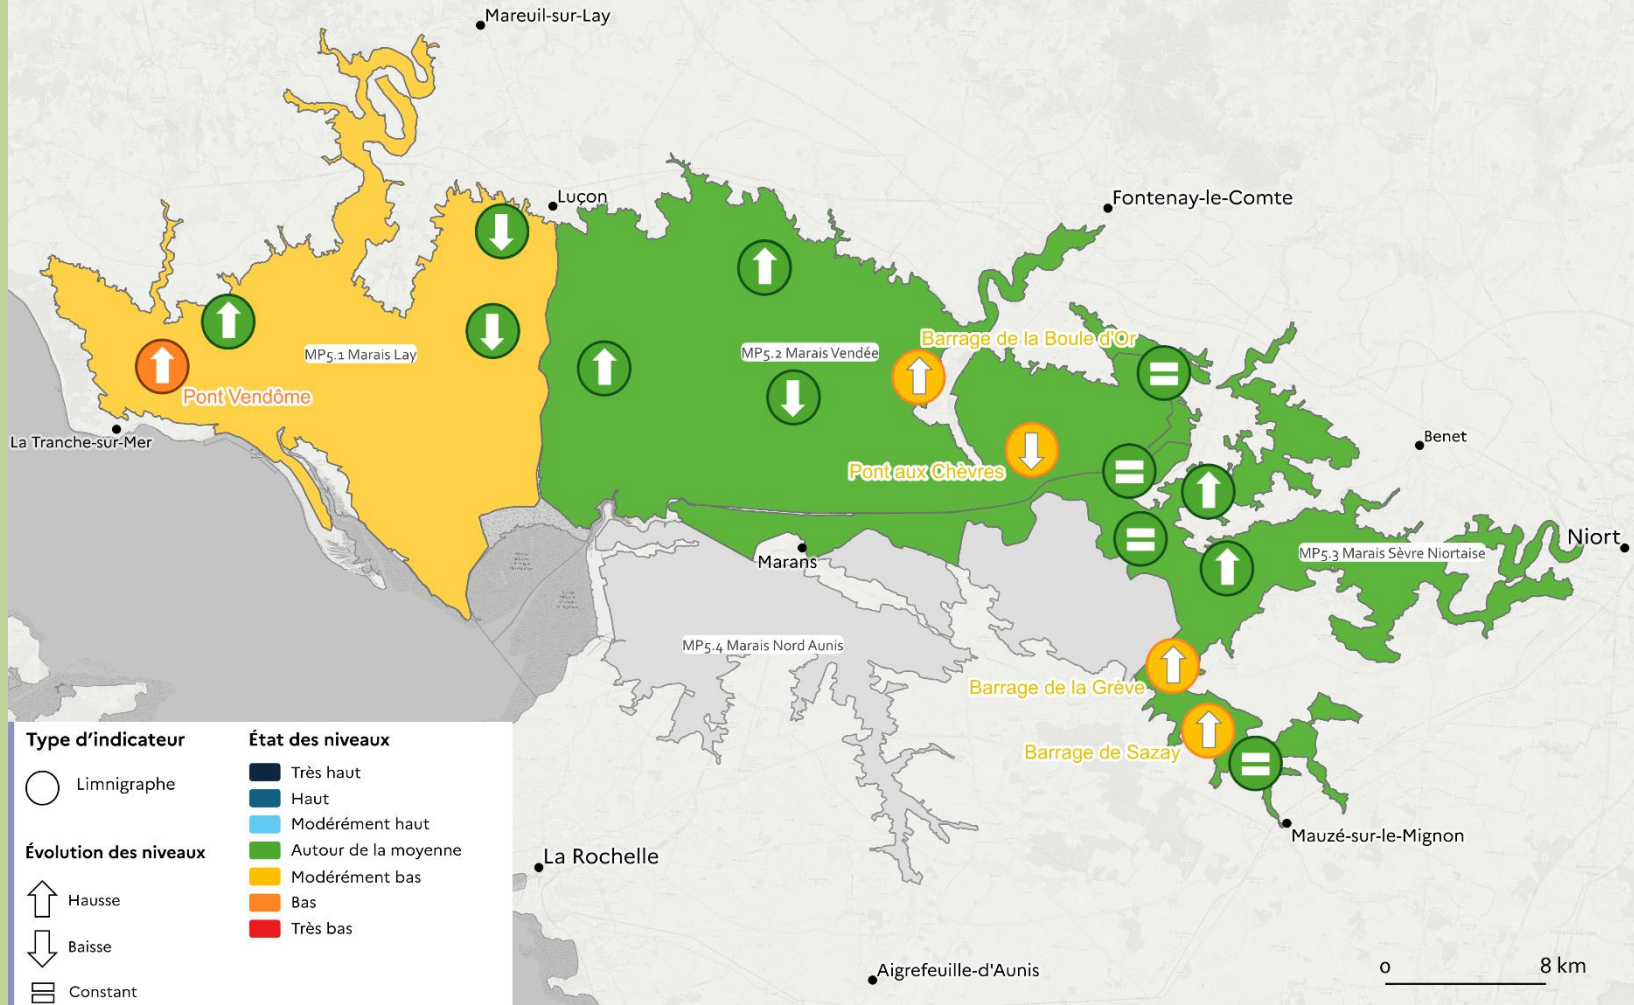 Mareuil-sur-Lay
Luçon
Fontenay-le-Comte
Barrage de la Boule d'Or
MP5.1 Marais Lay
MP5.2 Marais Vendée
Pont Vendôme
La Tranche-sur-Mer
Benet
Pont aux Chèvres
Niort
MP5.3 Marais Sèvre Niortaise
Marans
MP5.4 Marais Nord Aunis
Barrage de la Grève
Barrage de Sazay
Mauzé-sur-le-Mignon
La Rochelle
Aigrefeuille-d'Aunis
0 8 km
Type d’indicateur
Limnigraphe
Évolution des niveaux
Hausse
Baisse
Constant
État des niveaux
Très haut
Haut
Modérément haut
Autour de la moyenne
Modérément bas
Bas
Très bas